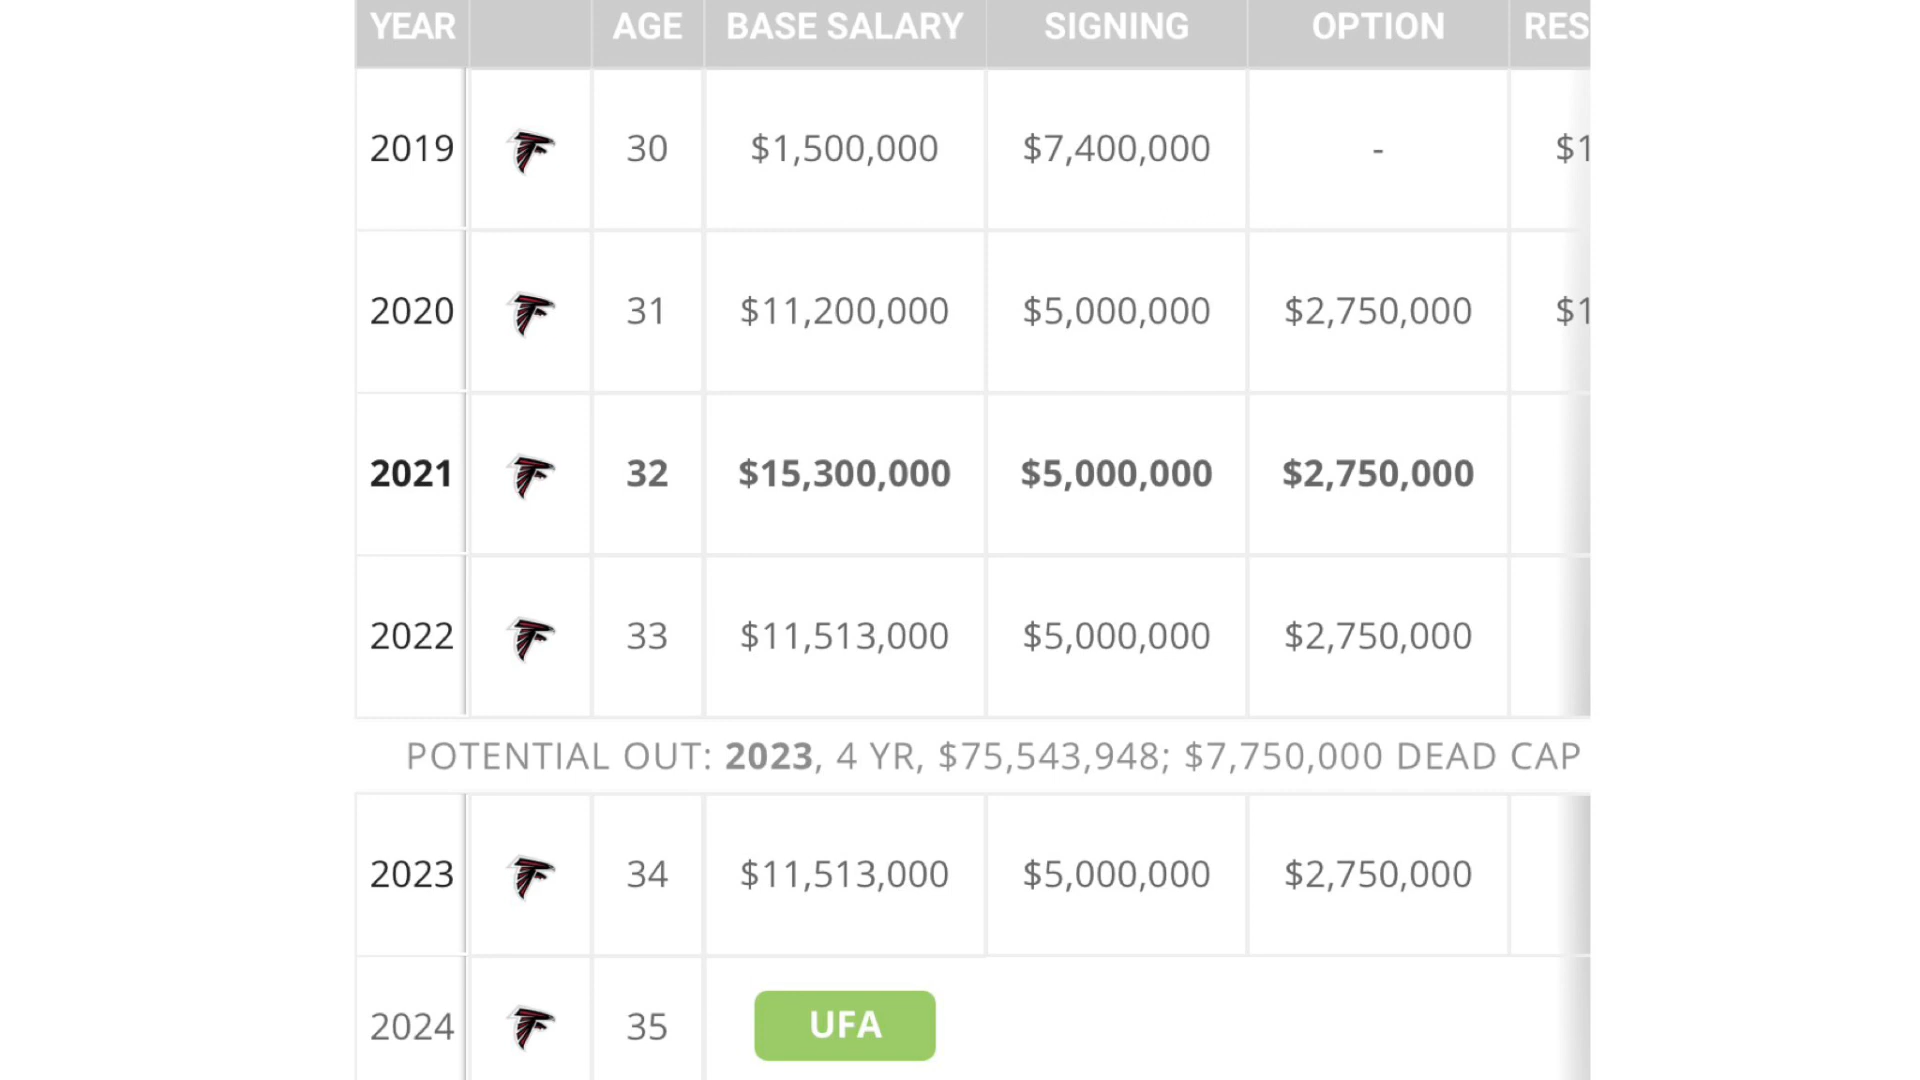 YEAR AGE BASE SALARY SIGNING OPTION RES
2019 30 $1,500,000 $7,400,000 - $1
2020 31 $11,200,000 $5,000,000 $2,750,000 $1
2021 32 $15,300,000 $5,000,000 $2,750,000
2022 33 $11,513,000 $5,000,000 $2,750,000
POTENTIAL OUT: 2023, 4 YR, $75,543,948; $7,750,000 DEAD CAP
2023 34 $11,513,000 $5,000,000 $2,750,000
2024 35 UFA